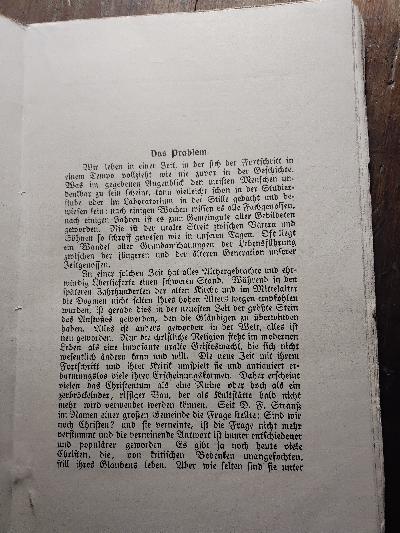 Das Problem
Wir leben in einer Zeit, in der sich der Fortschritt in
einem Tempo vollzieht wie nie zuvor in der Geschichte.
Was im gegebenen Augenblick der meisten Menschen un-
denkbar zu sein scheint, kann vielleicht schon in der Studier-
stube oder im Laboratorium in der Stille gedacht und be-
wiesen sein; nach einigen Wochen wissen es alle Fachgenossen,
nach einigen Jahren ist es zum Gemeingute aller Gebildeten
geworden. Nie ist der uralte Streit zwischen Vätern und
Söhnen so schroff gewesen wie in unseren Tagen. Oft liegt
ein Wandel aller Grundanschauungen der Lebensführung
zwischen der jüngeren und der älteren Generation unserer
Zeitgenossen.
In einer solchen Zeit hat alles Althergebrachte und ehr-
würdig Überlieferte einen schweren Stand. Während in den
späteren Jahrhunderten der alten Kirche und im Mittelalter
die Dogmen nicht selten ihres hohen Alters wegen empfohlen
wurden, ist gerade dies in der neuesten Zeit der größte Stein
des Anstoßes geworden, den die Gläubigen zu überwinden
haben. Alles ist anders geworden in der Welt, alles ist
neu geworden. Nur die christliche Religion steht im modernen
Leben als eine imposante uralte Geistesmacht, die sich nicht
wesentlich ändern kann und will. Die neue Zeit mit ihrem
Fortschritt und ihrer Kritik umspielt sie und antiquiert er-
barmungslos viele ihrer Erscheinungsformen. Daher erscheint
vielen das Christentum als eine Ruine oder doch als ein
zerbröckelnder, rissiger Bau, der als Kultstätte bald nicht
mehr wird verwendet werden können. Seit D. F. Strauß
im Namen einer großen Gemeinde die Frage stellte: Sind wir
noch Christen? und sie verneinte, ist die Frage nicht mehr
verstummt und die verneinende Antwort ist immer entschiedener
und populärer geworden. Es gibt ja noch heute viele
Christen, die, von kritischen Bedenken unangefochten,
still ihres Glaubens leben. Aber wie selten sind sie unter